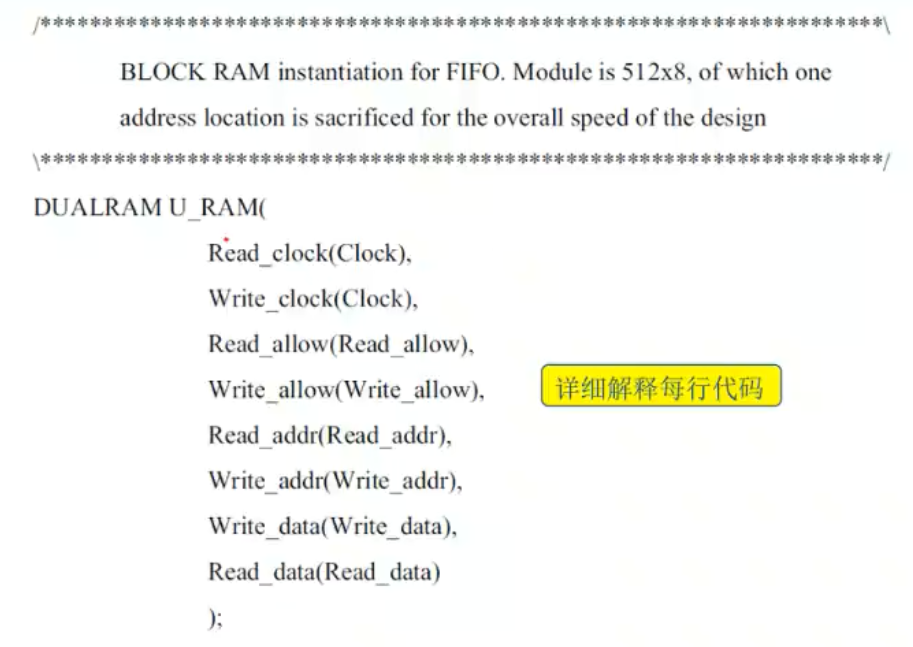 /*********************************************************************\
BLOCK RAM instantiation for FIFO. Module is 512x8, of which one
address location is sacrificed for the overall speed of the design
\*********************************************************************/
DUALRAM U_RAM(
Read_clock(Clock),
Write_clock(Clock),
Read_allow(Read_allow),
Write_allow(Write_allow),
详细解释每行代码
Read_addr(Read_addr),
Write_addr(Write_addr),
Write_data(Write_data),
Read_data(Read_data)
);